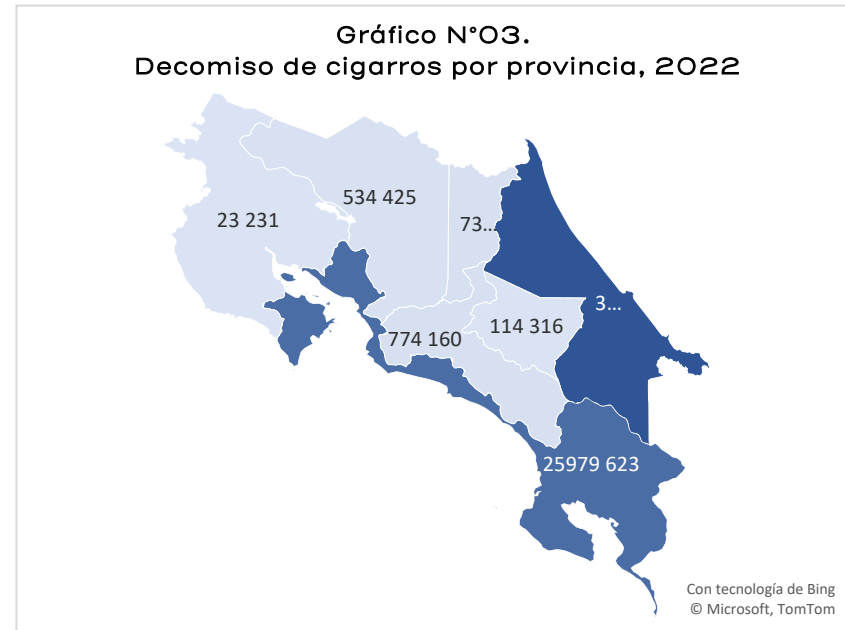 Gráfico N°03.
Decomiso de cigarros por provincia, 2022
534 425
23 231
73...
3...
114 316
774 160
25979 623
Con tecnología de Bing
© Microsoft, TomTom